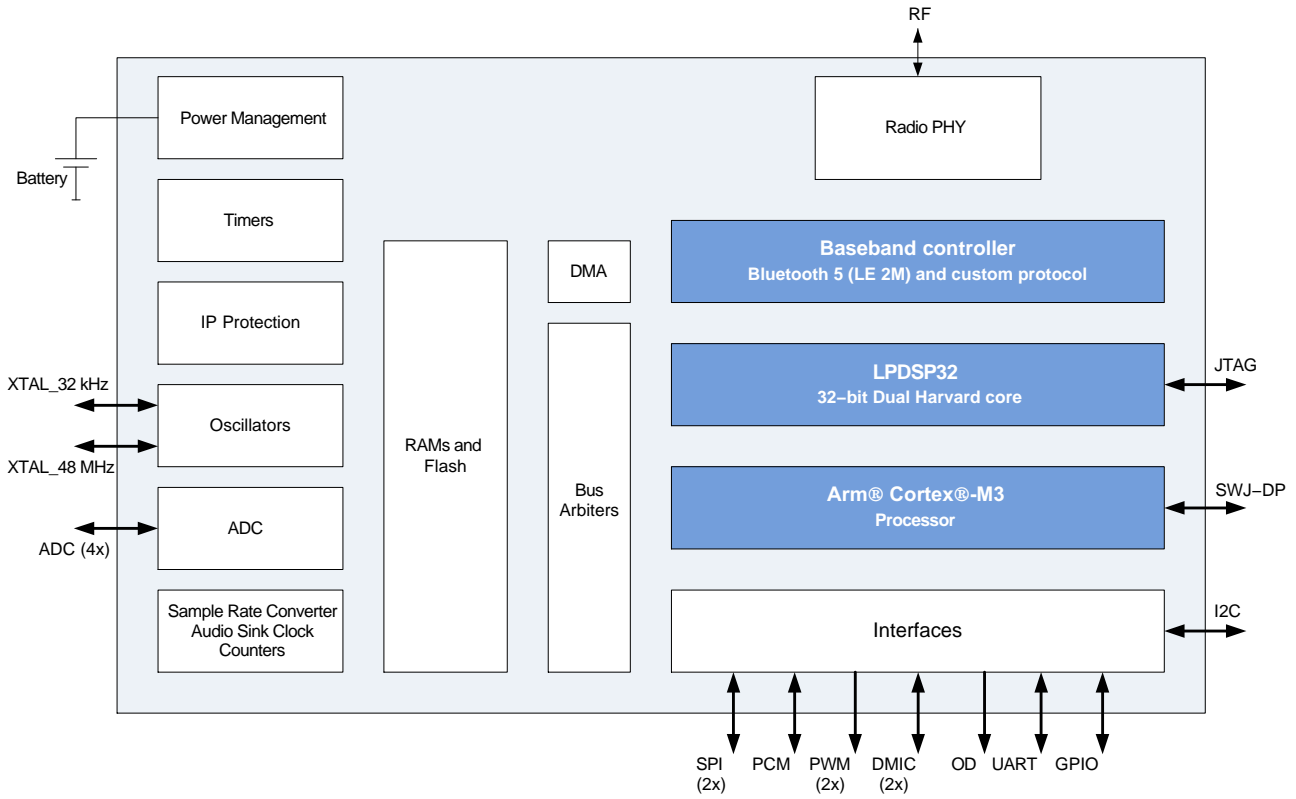 RF
Power Management
Radio PHY
Battery
Timers
Baseband controller
Bluetooth 5 (LE 2M) and custom protocol
DMA
IP Protection
LPDSP32
32−bit Dual Harvard core
JTAG
XTAL_32 kHz
Oscillators
XTAL_48 MHz
RAMs and
Flash
Bus
Arbiters
Arm® Cortex®-M3
Processor
SWJ−DP
ADC
ADC (4x)
Sample Rate Converter
Audio Sink Clock
Counters
Interfaces
I2C
SPI
(2x)
PCM
PWM
(2x)
DMIC
(2x)
OD
UART
GPIO